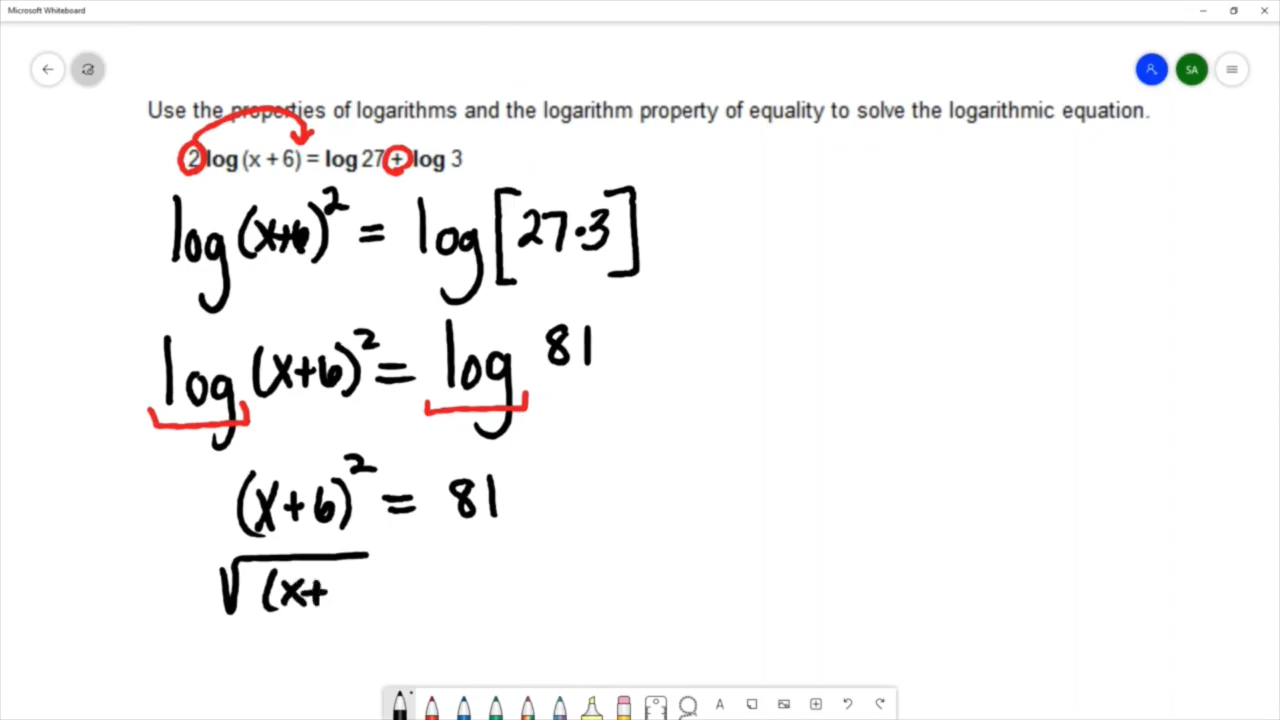 Microsoft Whiteboard
SA
Use the properties of logarithms and the logarithm property of equality to solve the logarithmic equation.
2 log (x + 6) = log 27 + log 3
log (x+6)² = log [27·3]
log (x+6)² = log 81
(x+6)² = 81
√(x+
A